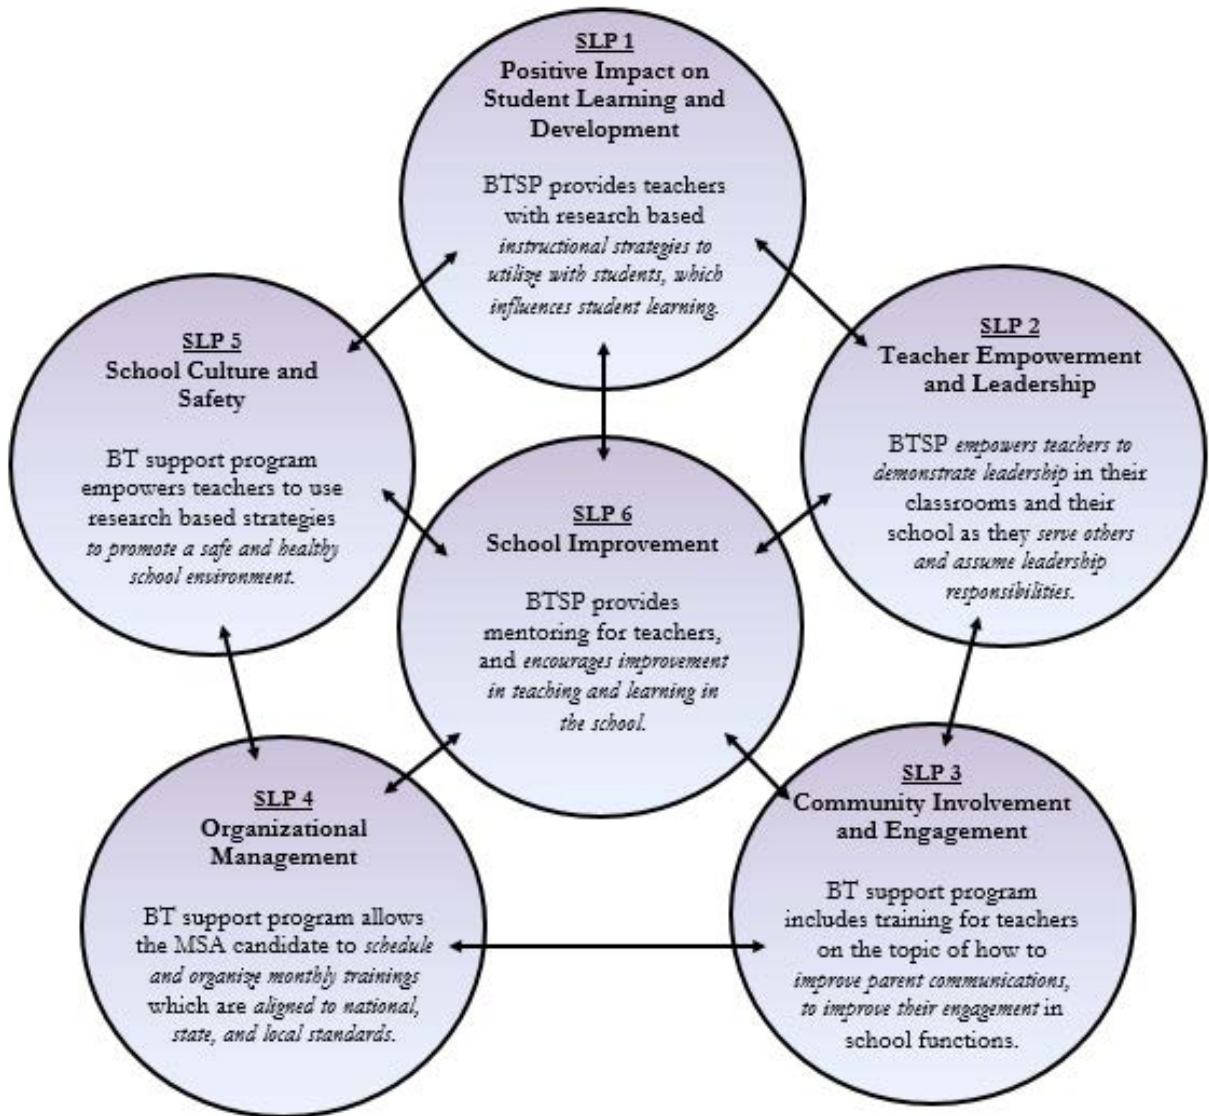 SLP 1
Positive Impact on
Student Learning and
Development
BTSP provides teachers
with research based
instructional strategies to
utilize with students, which
influences student learning.
SLP 5
School Culture and
Safety
BT support program
empowers teachers to use
research based strategies
to promote a safe and healthy
school environment.
SLP 2
Teacher Empowerment
and Leadership
BTSP empowers teachers to
demonstrate leadership in their
classrooms and their
school as they serve others
and assume leadership
responsibilities.
SLP 6
School Improvement
BTSP provides
mentoring for teachers,
and encourages improvement
in teaching and learning in
the school.
SLP 4
Organizational
Management
BT support program allows
the MSA candidate to schedule
and organize monthly trainings
which are aligned to national,
state, and local standards.
SLP 3
Community Involvement
and Engagement
BT support program
includes training for teachers
on the topic of how to
improve parent communications,
to improve their engagement in
school functions.